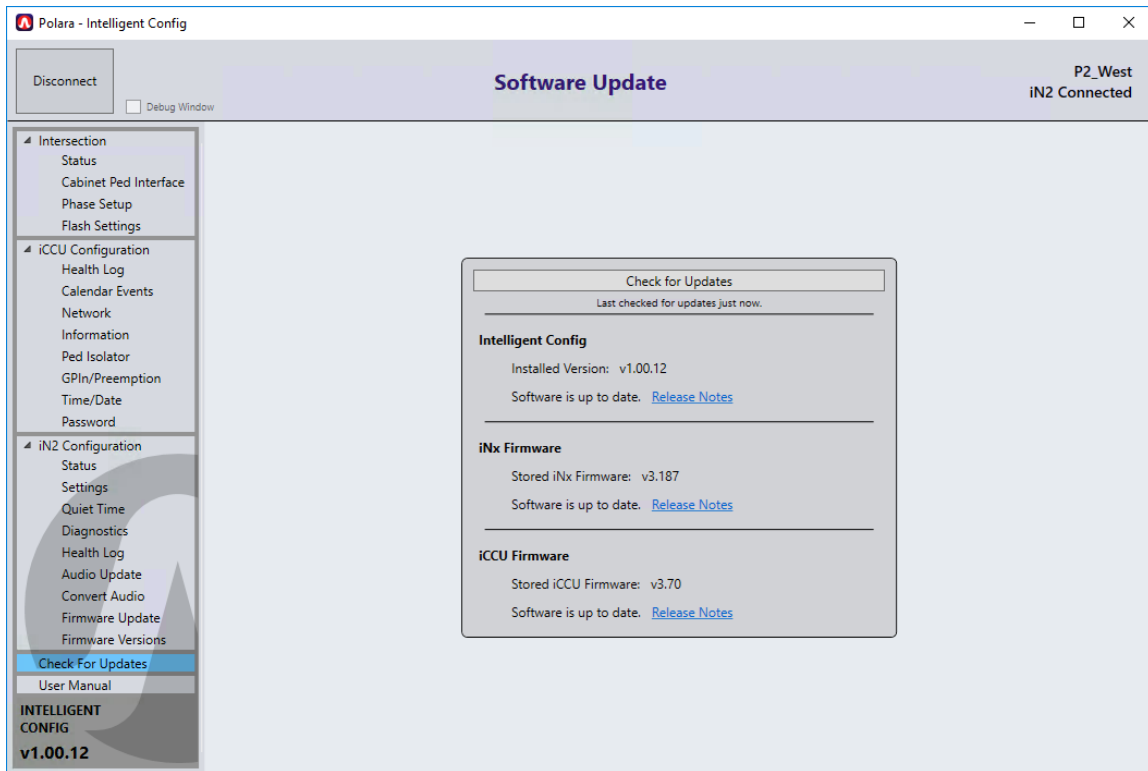 Polara - Intelligent Config
Disconnect
Debug Window
Software Update
P2_West
iN2 Connected
Intersection
Status
Cabinet Ped Interface
Phase Setup
Flash Settings
iCCU Configuration
Health Log
Calendar Events
Network
Information
Ped Isolator
GPIn/Preemption
Time/Date
Password
iN2 Configuration
Status
Settings
Quiet Time
Diagnostics
Health Log
Audio Update
Convert Audio
Firmware Update
Firmware Versions
Check For Updates
User Manual
INTELLIGENT
CONFIG
v1.00.12
Check for Updates
Last checked for updates just now.
Intelligent Config
Installed Version: v1.00.12
Software is up to date. Release Notes
iNx Firmware
Stored iNx Firmware: v3.187
Software is up to date. Release Notes
iCCU Firmware
Stored iCCU Firmware: v3.70
Software is up to date. Release Notes